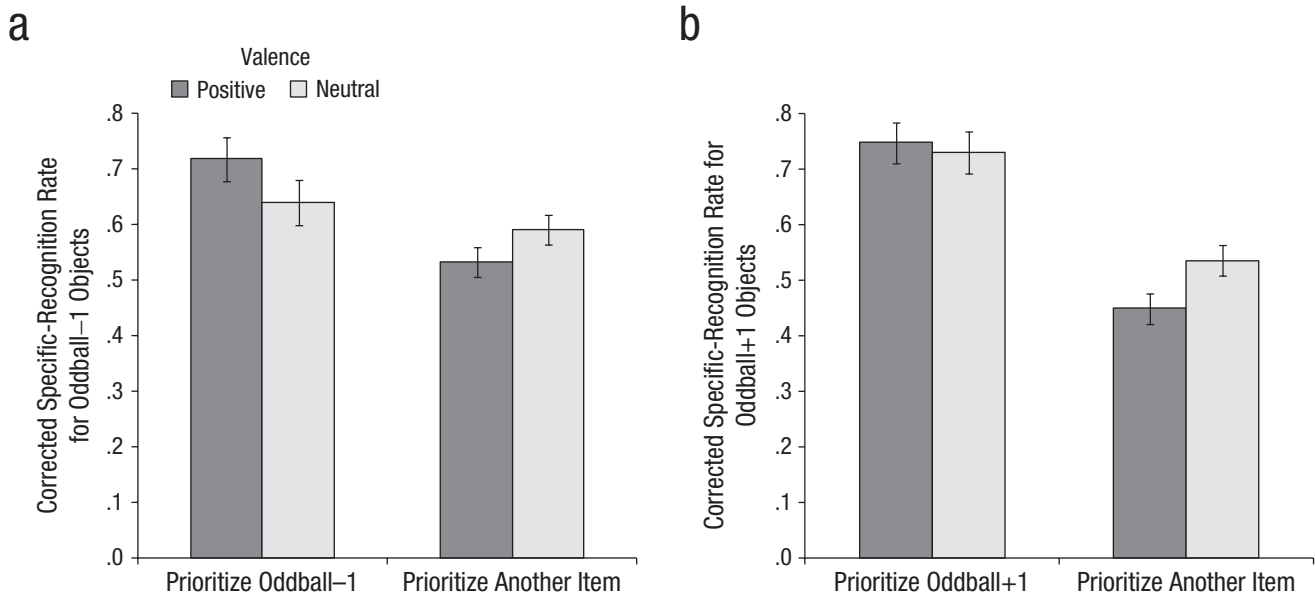 a
Valence
Positive Neutral
Corrected Specific-Recognition Rate
for Oddball–1 Objects
.8
.7
.6
.5
.4
.3
.2
.1
.0
Prioritize Oddball–1 Prioritize Another Item
b
Corrected Specific-Recognition Rate for
Oddball+1 Objects
.8
.7
.6
.5
.4
.3
.2
.1
.0
Prioritize Oddball+1 Prioritize Another Item